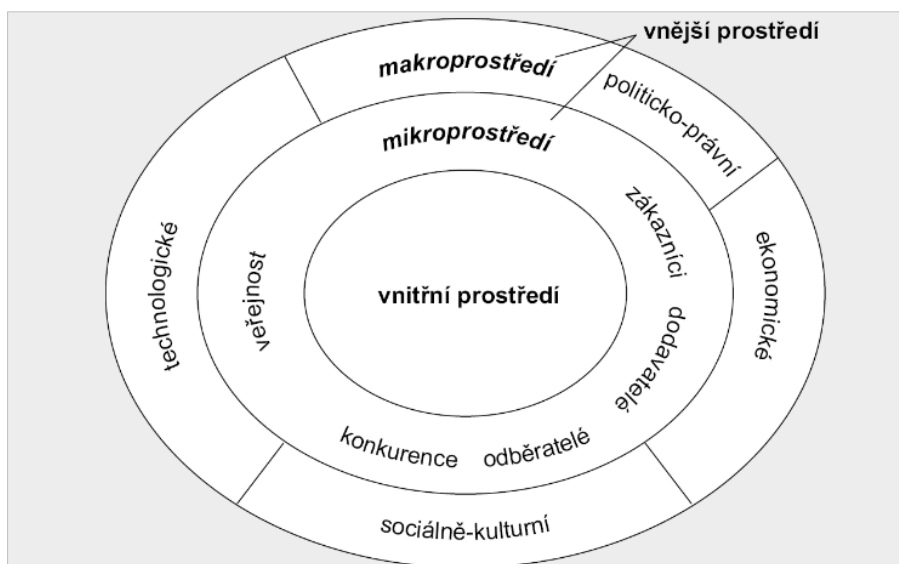 vnější prostředí
makroprostředí
politicko-právní
mikroprostředí
zákazníci
ekonomické
technologické
veřejnost
vnitřní prostředí
dodavatelé
konkurence
odběratelé
sociálně-kulturní